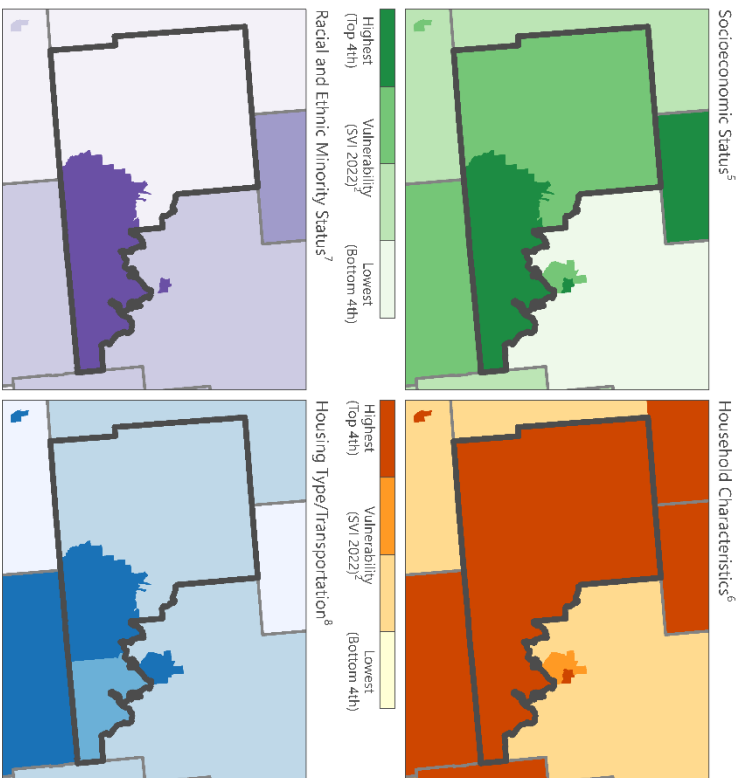 Socioeconomic Status⁵
Household Characteristics⁶
Highest
(Top 4th)
Vulnerability
(SVI 2022)²
Lowest
(Bottom 4th)
Highest
(Top 4th)
Vulnerability
(SVI 2022)²
Lowest
(Bottom 4th)
Racial and Ethnic Minority Status⁷
Housing Type/Transportation⁸